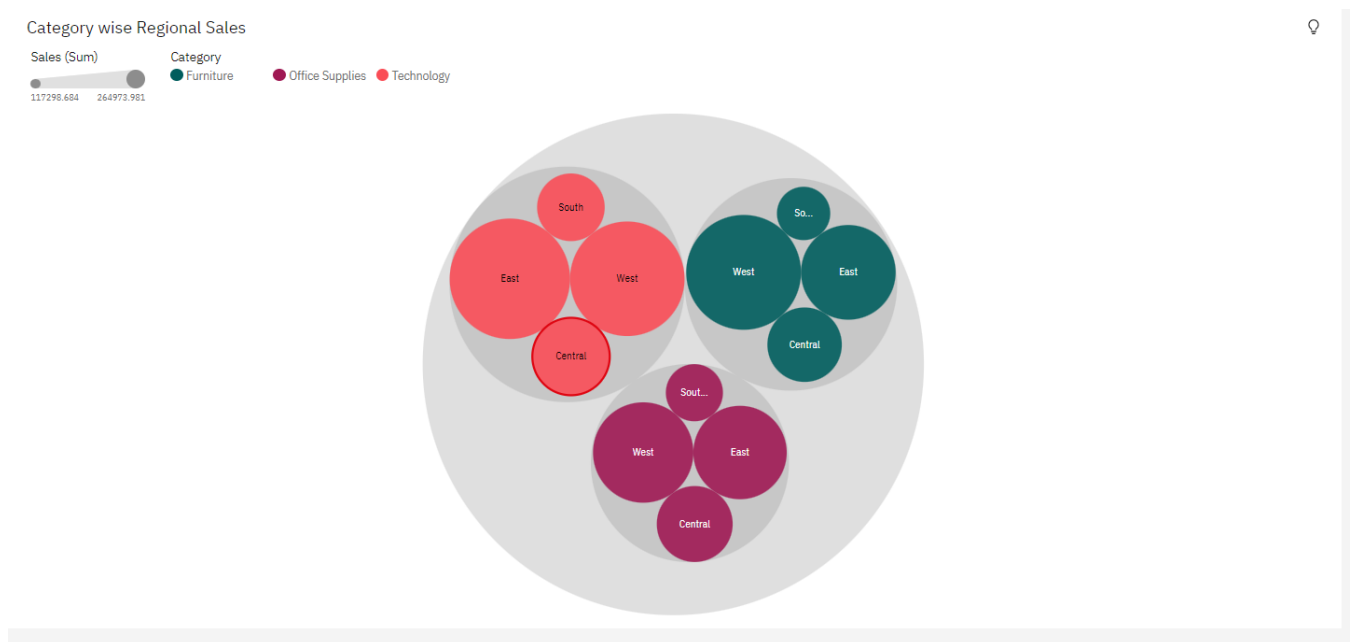 Category wise Regional Sales
Sales (Sum)
117298.684 264973.981
Category
Furniture Office Supplies Technology
South
East
West
Central
So...
West
East
Central
Sout...
West
East
Central